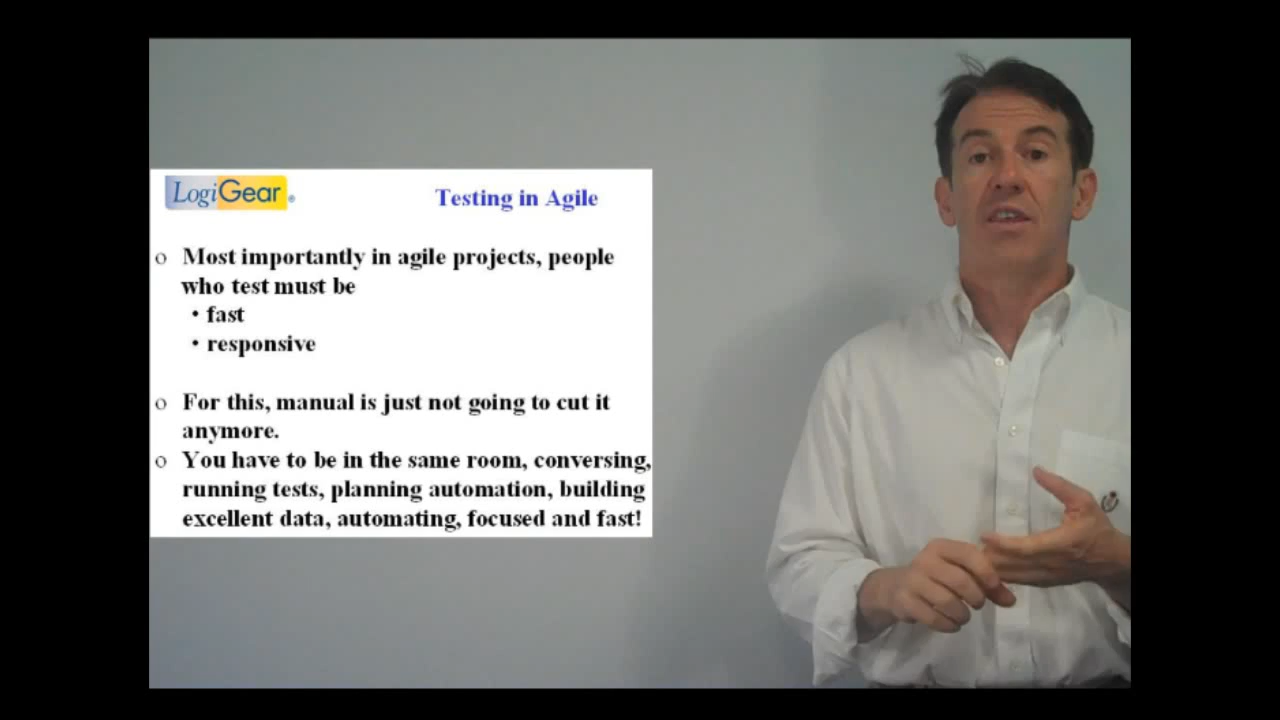 LogiGear®
Testing in Agile
o Most importantly in agile projects, people
who test must be
• fast
• responsive
o For this, manual is just not going to cut it
anymore.
o You have to be in the same room, conversing,
running tests, planning automation, building
excellent data, automating, focused and fast!